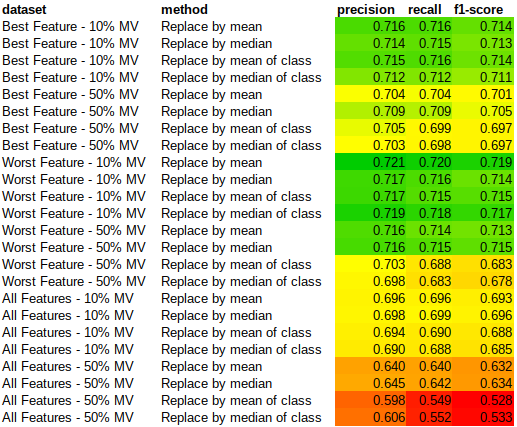 dataset method precision recall f1-score
Best Feature - 10% MV Replace by mean 0.716 0.716 0.714
Best Feature - 10% MV Replace by median 0.714 0.715 0.713
Best Feature - 10% MV Replace by mean of class 0.715 0.716 0.714
Best Feature - 10% MV Replace by median of class 0.712 0.712 0.711
Best Feature - 50% MV Replace by mean 0.704 0.704 0.701
Best Feature - 50% MV Replace by median 0.709 0.709 0.705
Best Feature - 50% MV Replace by mean of class 0.705 0.699 0.697
Best Feature - 50% MV Replace by median of class 0.703 0.698 0.697
Worst Feature - 10% MV Replace by mean 0.721 0.720 0.719
Worst Feature - 10% MV Replace by median 0.717 0.716 0.714
Worst Feature - 10% MV Replace by mean of class 0.717 0.715 0.715
Worst Feature - 10% MV Replace by median of class 0.719 0.718 0.717
Worst Feature - 50% MV Replace by mean 0.716 0.714 0.713
Worst Feature - 50% MV Replace by median 0.716 0.715 0.715
Worst Feature - 50% MV Replace by mean of class 0.703 0.688 0.683
Worst Feature - 50% MV Replace by median of class 0.698 0.683 0.678
All Features - 10% MV Replace by mean 0.696 0.696 0.693
All Features - 10% MV Replace by median 0.698 0.699 0.696
All Features - 10% MV Replace by mean of class 0.694 0.690 0.688
All Features - 10% MV Replace by median of class 0.690 0.688 0.685
All Features - 50% MV Replace by mean 0.640 0.640 0.632
All Features - 50% MV Replace by median 0.645 0.642 0.634
All Features - 50% MV Replace by mean of class 0.598 0.549 0.528
All Features - 50% MV Replace by median of class 0.606 0.552 0.533